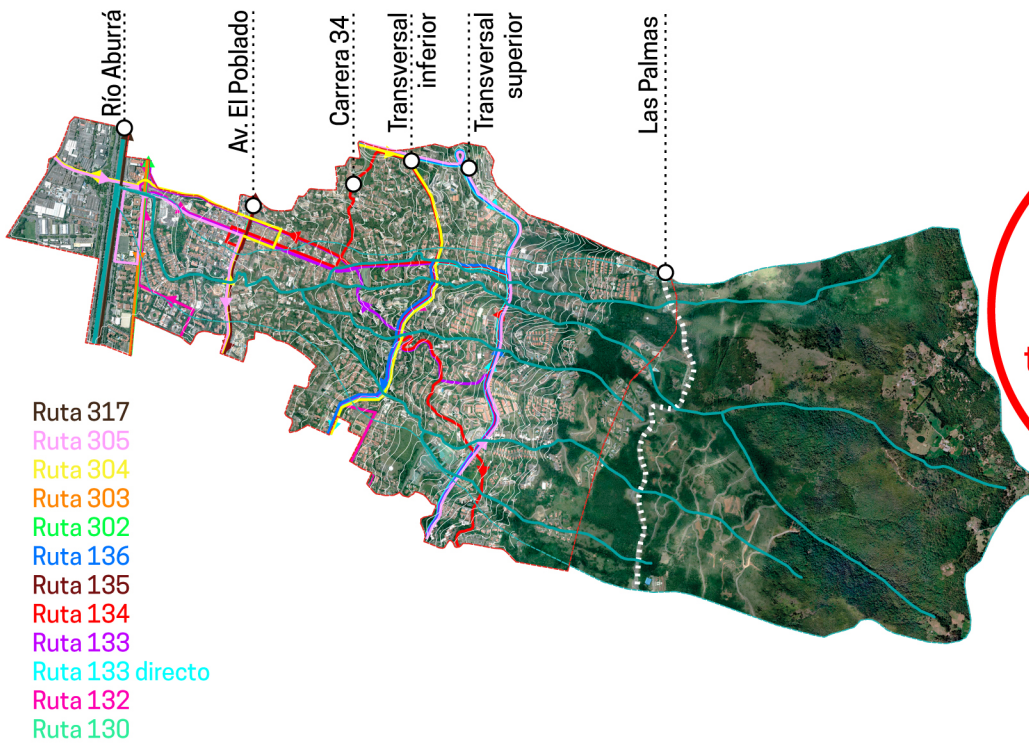 Río Aburrá
Av. El Poblado
Carrera 34
Transversal
inferior
Transversal
superior
Las Palmas
t
Ruta 317
Ruta 305
Ruta 304
Ruta 303
Ruta 302
Ruta 136
Ruta 135
Ruta 134
Ruta 133
Ruta 133 directo
Ruta 132
Ruta 130